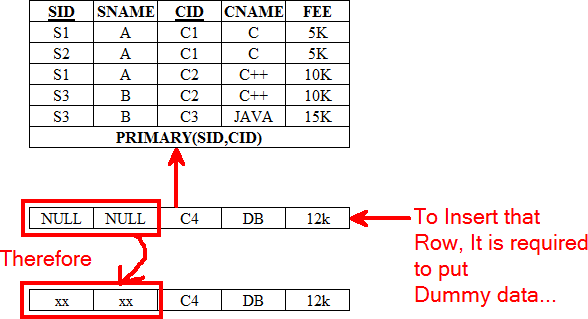 SID SNAME CID CNAME FEE
S1 A C1 C 5K
S2 A C1 C 5K
S1 A C2 C++ 10K
S3 B C2 C++ 10K
S3 B C3 JAVA 15K
PRIMARY(SID,CID)
NULL NULL C4 DB 12k
To Insert that
Row, It is required
to put
Dummy data...
Therefore
xx xx C4 DB 12k